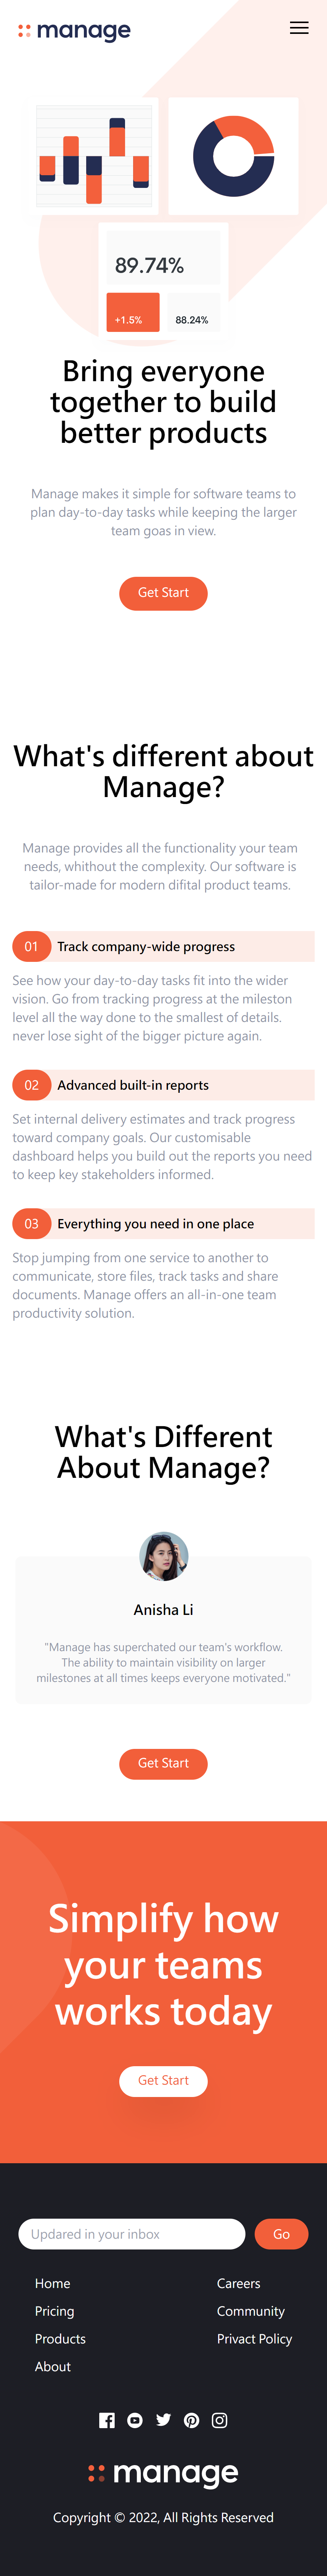 manage
89.74%
+1.5%
88.24%
Bring everyone
together to build
better products
Manage makes it simple for software teams to
plan day-to-day tasks while keeping the larger
team goas in view.
Get Start
What's different about
Manage?
Manage provides all the functionality your team
needs, whithout the complexity. Our software is
tailor-made for modern difital product teams.
01 Track company-wide progress
See how your day-to-day tasks fit into the wider
vision. Go from tracking progress at the mileston
level all the way done to the smallest of details.
never lose sight of the bigger picture again.
02 Advanced built-in reports
Set internal delivery estimates and track progress
toward company goals. Our customisable
dashboard helps you build out the reports you need
to keep key stakeholders informed.
03 Everything you need in one place
Stop jumping from one service to another to
communicate, store files, track tasks and share
documents. Manage offers an all-in-one team
productivity solution.
What's Different
About Manage?
Anisha Li
"Manage has superchated our team's workflow.
The ability to maintain visibility on larger
milestones at all times keeps everyone motivated."
Get Start
Simplify how
your teams
works today
Get Start
Updared in your inbox
Go
Home
Pricing
Products
About
Careers
Community
Privact Policy
manage
Copyright © 2022, All Rights Reserved